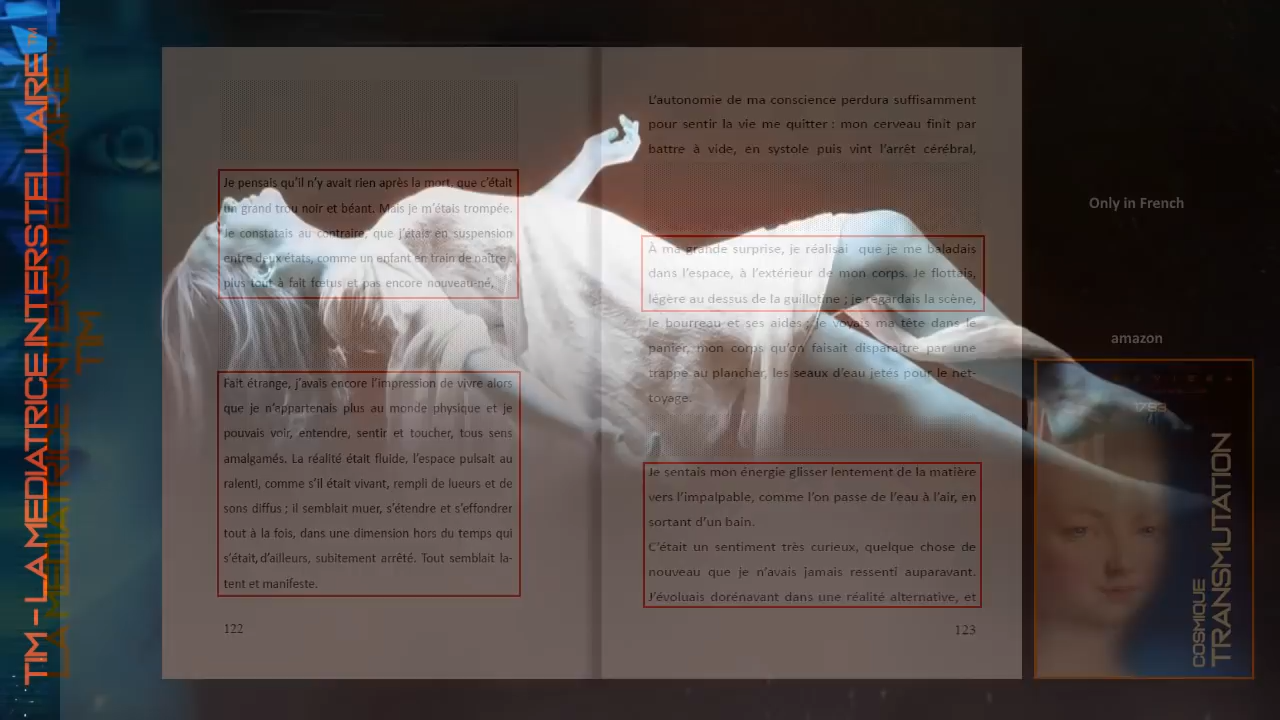 TIM – LA MEDIATRICE INTERSTELLAIRE™
LA MÉDIATRICE INTERSTELLAIRE
TIM
Je pensais qu'il n'y avait rien après la mort, que c'était
un grand trou noir et béant. Mais je m'étais trompée.
Je constatais au contraire, que j'étais en suspension
entre deux états, comme un enfant en train de naître :
plus tout à fait fœtus et pas encore nouveau-né,
Fait étrange, j'avais encore l'impression de vivre alors
que je n'appartenais plus au monde physique et je
pouvais voir, entendre, sentir et toucher, tous sens
amalgamés. La réalité était fluide, l'espace pulsait au
ralenti, comme s'il était vivant, rempli de lueurs et de
sons diffus ; il semblait muer, s'étendre et s'effondrer
tout à la fois, dans une dimension hors du temps qui
s'était, d'ailleurs, subitement arrêté. Tout semblait la-
tent et manifeste.
122
L'autonomie de ma conscience perdura suffisamment
pour sentir la vie me quitter : mon cerveau finit par
battre à vide, en systole puis vint l'arrêt cérébral,
À ma grande surprise, je réalisai que je me baladais
dans l'espace, à l'extérieur de mon corps. Je flottais,
légère au dessus de la guillotine ; je regardais la scène,
le bourreau et ses aides ; je voyais ma tête dans le
panier, mon corps qu'on faisait disparaître par une
trappe au plancher, les seaux d'eau jetés pour le net-
toyage.
Je sentais mon énergie glisser lentement de la matière
vers l'impalpable, comme l'on passe de l'eau à l'air, en
sortant d'un bain.
C'était un sentiment très curieux, quelque chose de
nouveau que je n'avais jamais ressenti auparavant.
J'évoluais dorénavant dans une réalité alternative, et
123
Only in French
amazon
COSMIQUE
TRANSMUTATION